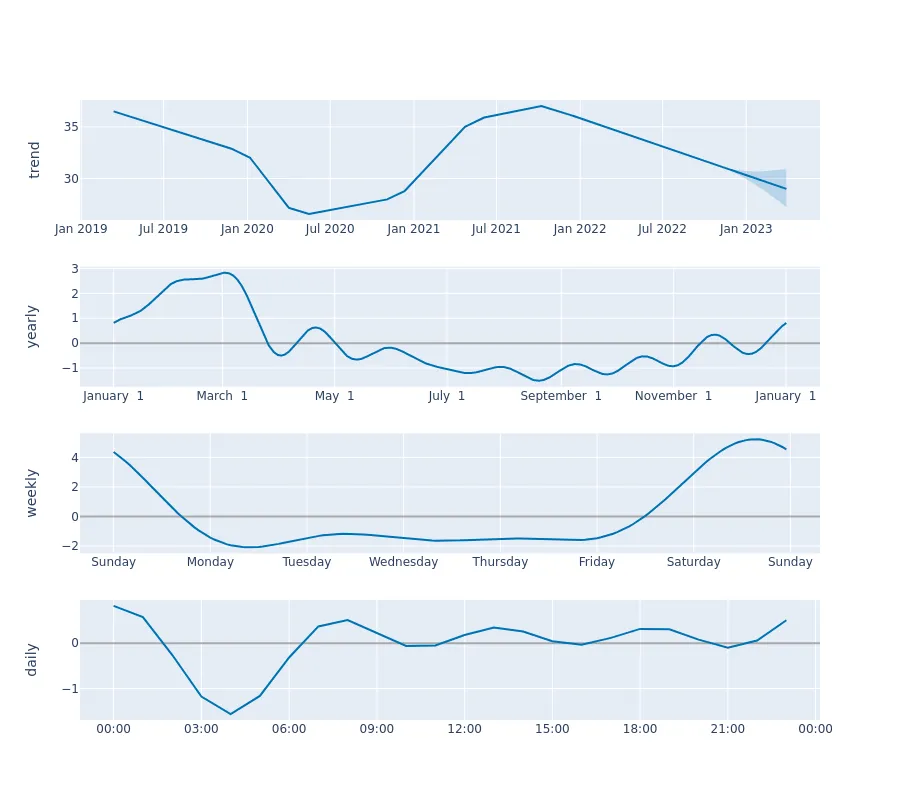 trend
35
30
Jan 2019 Jul 2019 Jan 2020 Jul 2020 Jan 2021 Jul 2021 Jan 2022 Jul 2022 Jan 2023
yearly
3
2
1
0
−1
January 1 March 1 May 1 July 1 September 1 November 1 January 1
weekly
4
2
0
−2
Sunday Monday Tuesday Wednesday Thursday Friday Saturday Sunday
daily
0
−1
00:00 03:00 06:00 09:00 12:00 15:00 18:00 21:00 00:00